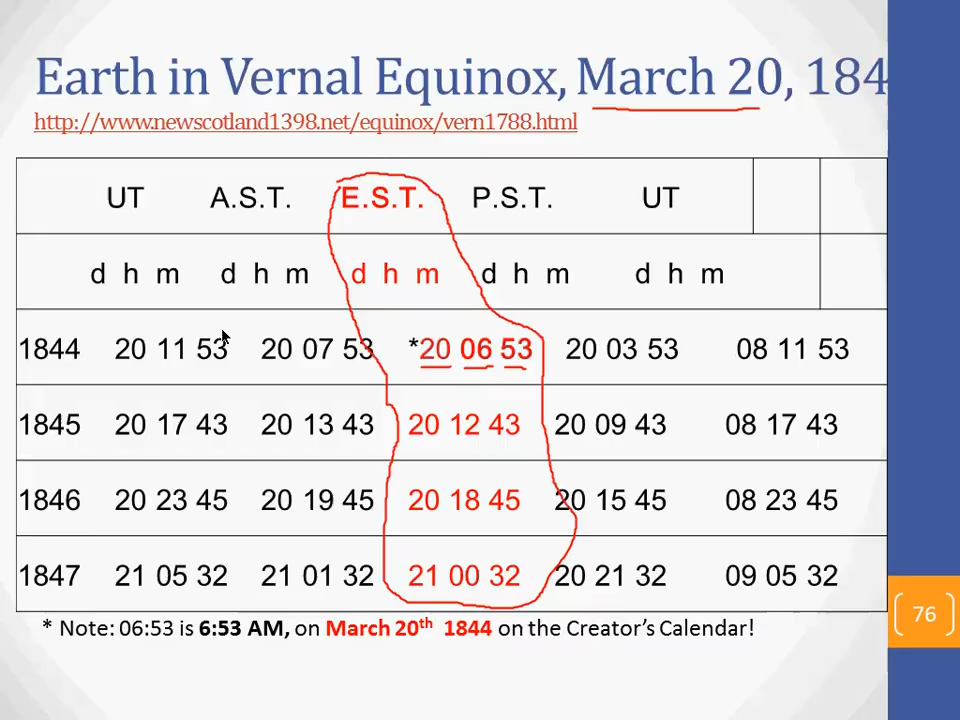 Earth in Vernal Equinox, March 20, 184
http://www.newscotland1398.net/equinox/vern1788.html
UT A.S.T. E.S.T. P.S.T. UT
d h m d h m d h m d h m d h m
1844 20 11 53 20 07 53 *20 06 53 20 03 53 08 11 53
1845 20 17 43 20 13 43 20 12 43 20 09 43 08 17 43
1846 20 23 45 20 19 45 20 18 45 20 15 45 08 23 45
1847 21 05 32 21 01 32 21 00 32 20 21 32 09 05 32
* Note: 06:53 is 6:53 AM, on March 20th 1844 on the Creator's Calendar!
76